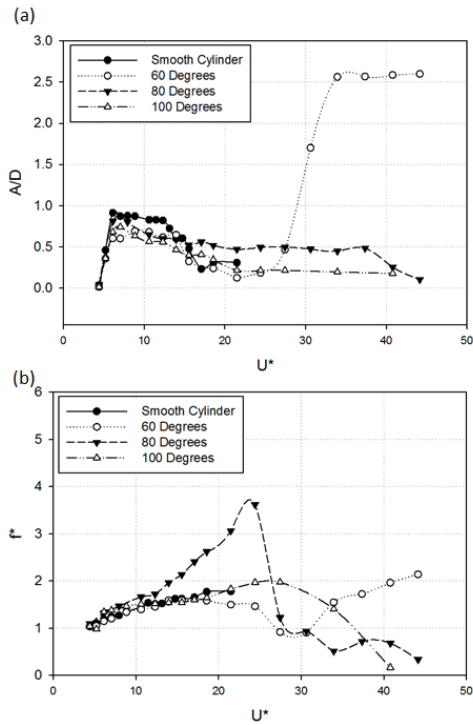 (a)
3.0
2.5
2.0
1.5
1.0
0.5
0.0
A/D
Smooth Cylinder
60 Degrees
80 Degrees
100 Degrees
0 10 20 30 40 50
U*
(b)
6
5
4
3
2
1
0
f*
Smooth Cylinder
60 Degrees
80 Degrees
100 Degrees
0 10 20 30 40 50
U*